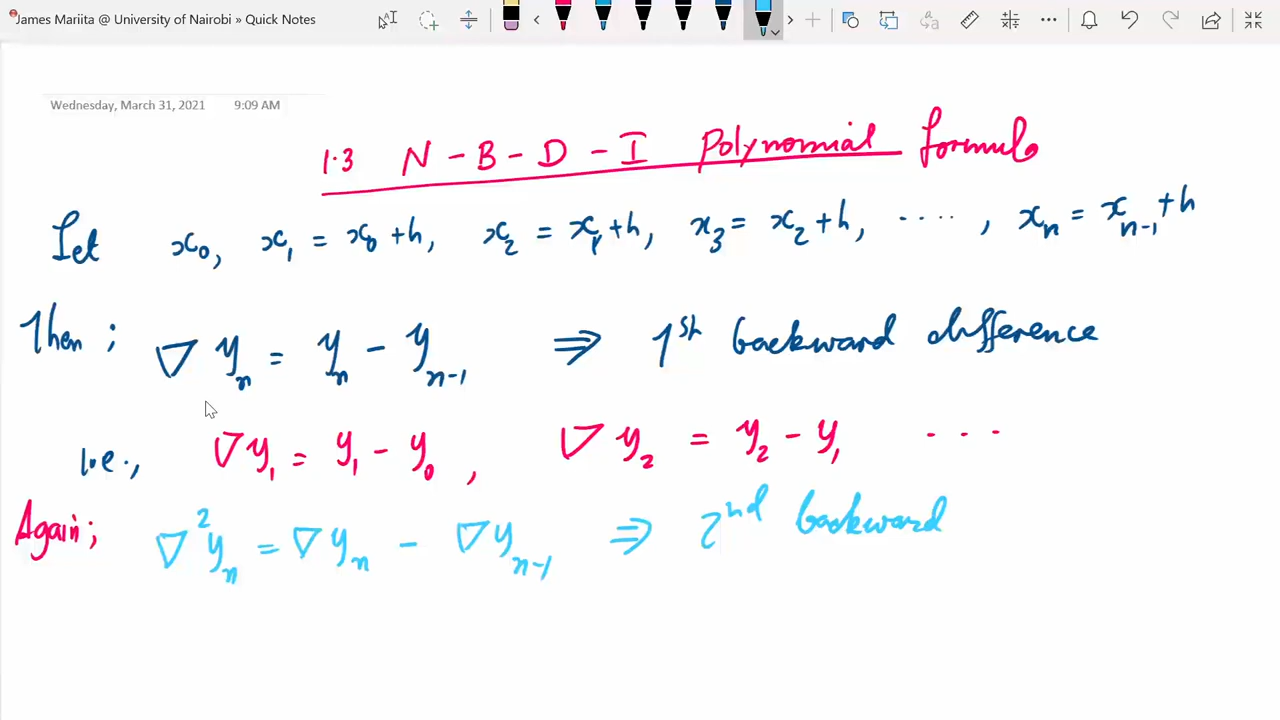 James Mariita @ University of Nairobi » Quick Notes
Wednesday, March 31, 2021 9:09 AM
1.3 N-B-D-I Polynomial formula
Let x₀, x₁ = x₀ + h, x₂ = x₁ + h, x₃ = x₂ + h, ....., xₙ = xₙ₋₁ + h
Then; ∇yₙ = yₙ - yₙ₋₁ ⇒ 1st backward difference
i.e., ∇y₁ = y₁ - y₀, ∇y₂ = y₂ - y₁ ...
Again; ∇²yₙ = ∇yₙ - ∇yₙ₋₁ ⇒ 2nd backward